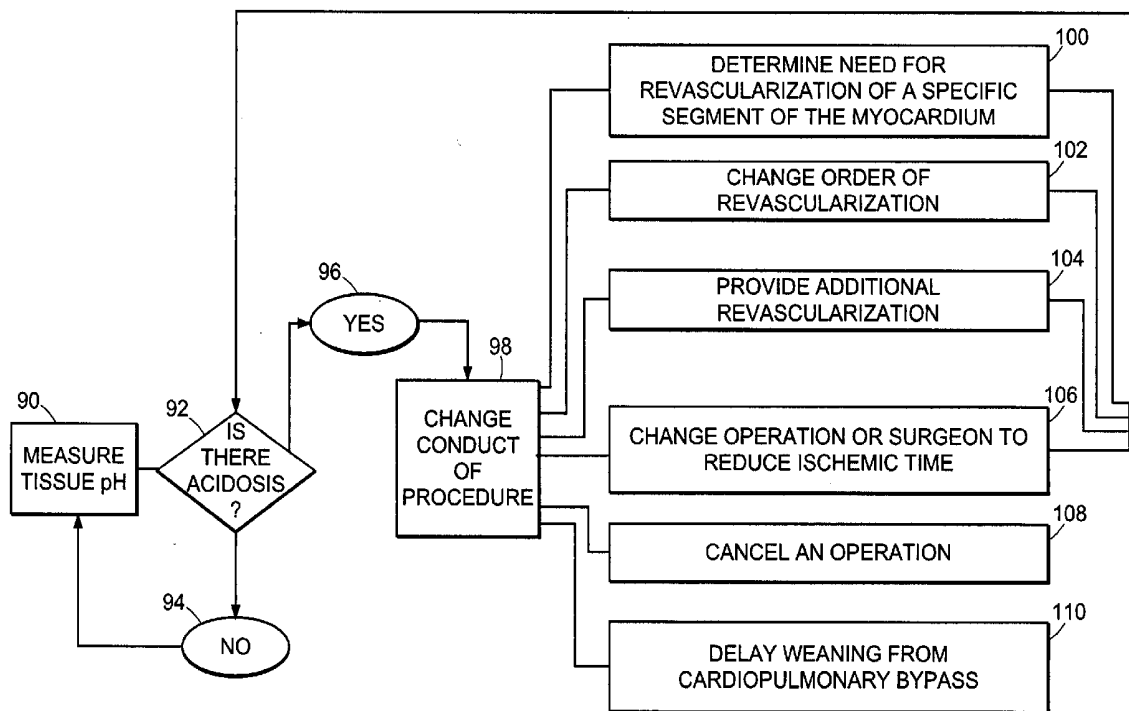 100
DETERMINE NEED FOR
REVASCULARIZATION OF A SPECIFIC
SEGMENT OF THE MYOCARDIUM
102
CHANGE ORDER OF
REVASCULARIZATION
104
PROVIDE ADDITIONAL
REVASCULARIZATION
96
YES
98
CHANGE
CONDUCT
OF
PROCEDURE
90
MEASURE
TISSUE pH
92
IS
THERE
ACIDOSIS
?
94
NO
106
CHANGE OPERATION OR SURGEON TO
REDUCE ISCHEMIC TIME
108
CANCEL AN OPERATION
110
DELAY WEANING FROM
CARDIOPULMONARY BYPASS